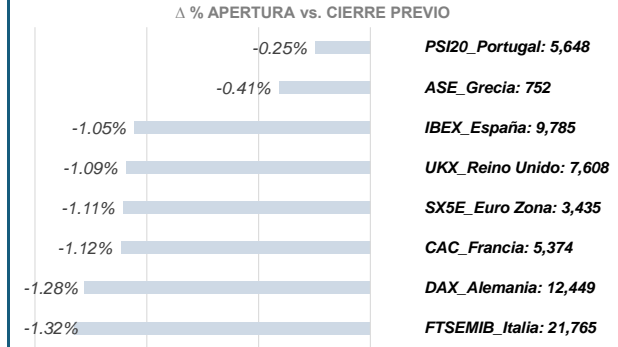 Δ % APERTURA vs. CIERRE PREVIO
-0.25% PSI20_Portugal: 5,648
-0.41% ASE_Grecia: 752
-1.05% IBEX_España: 9,785
-1.09% UKX_Reino Unido: 7,608
-1.11% SX5E_Euro Zona: 3,435
-1.12% CAC_Francia: 5,374
-1.28% DAX_Alemania: 12,449
-1.32% FTSEMIB_Italia: 21,765